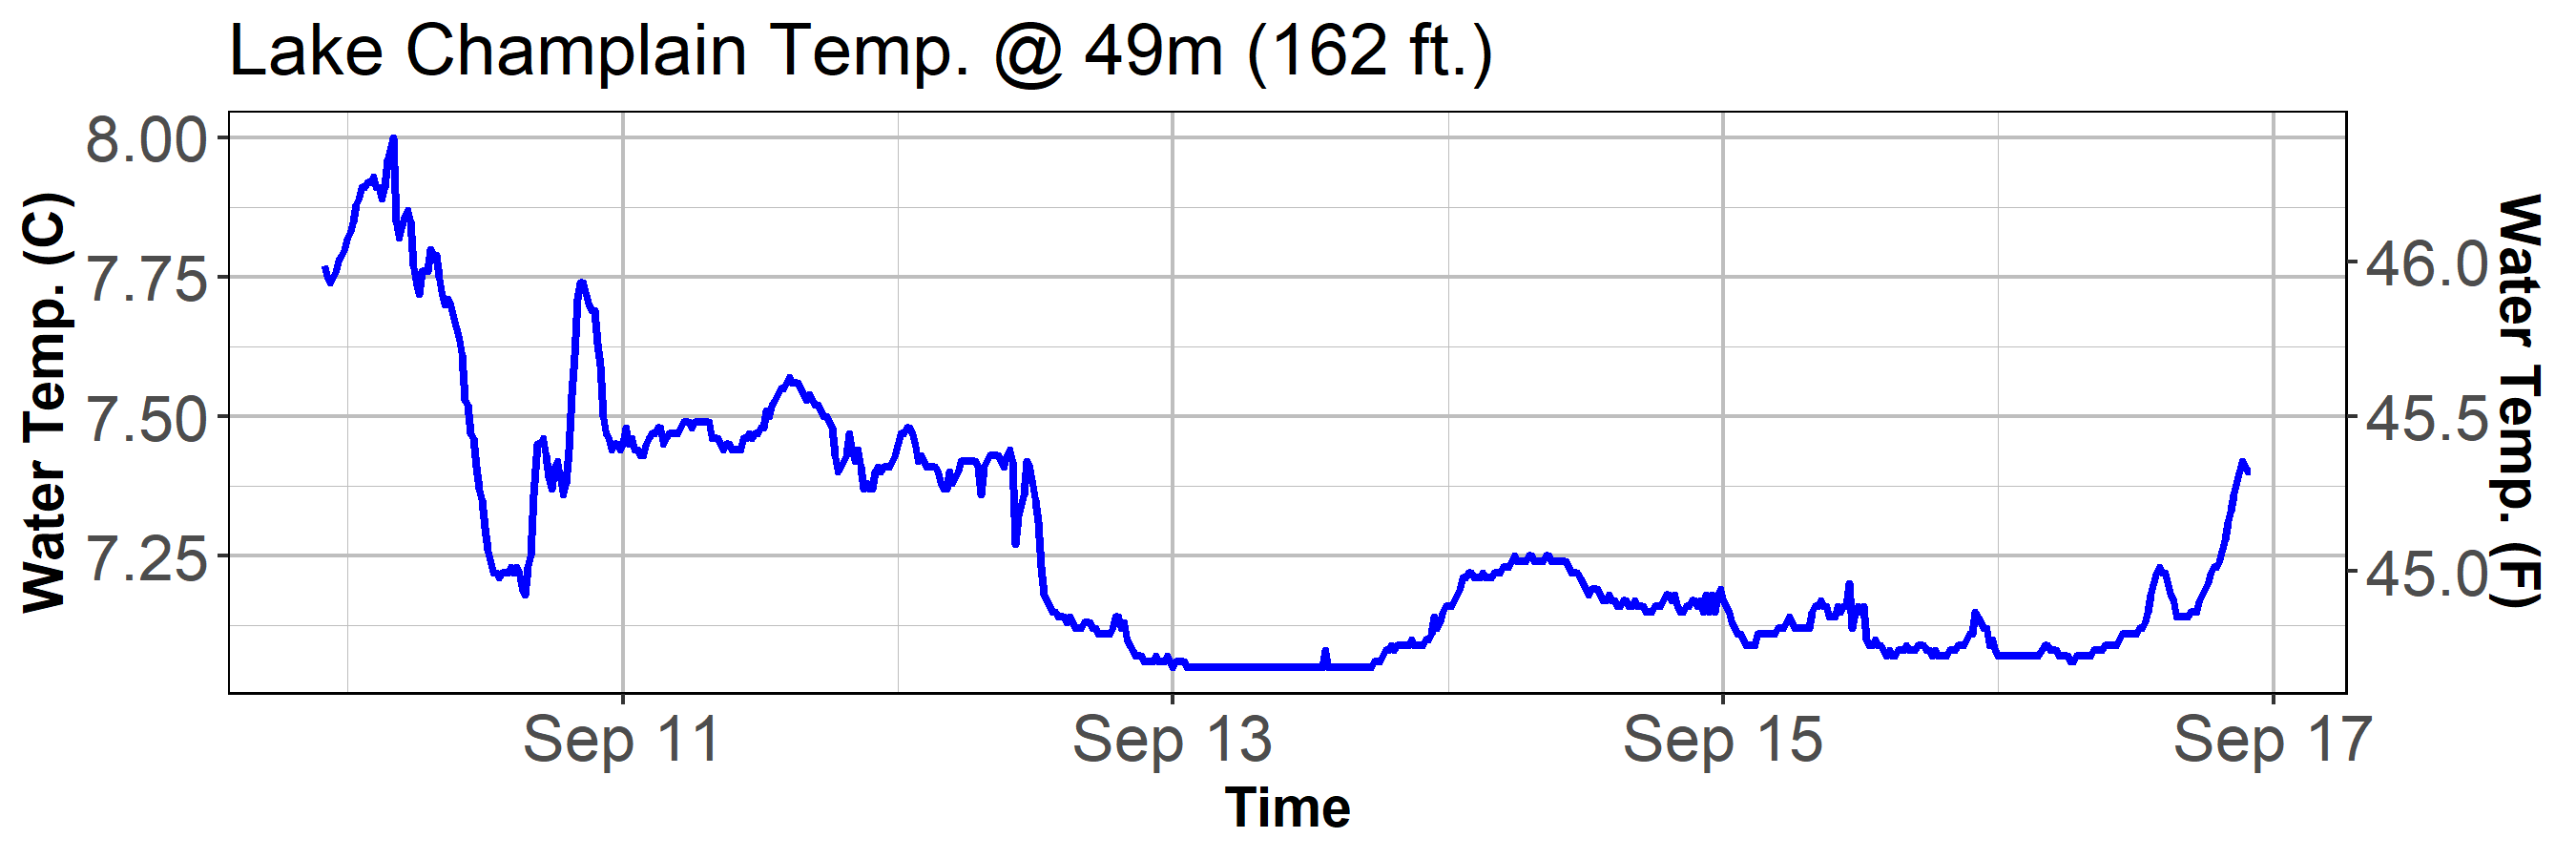 Lake Champlain Temp. @ 49m (162 ft.)
Water Temp. (C)
8.00
7.75
7.50
7.25
46.0
45.5
45.0
Water Temp. (F)
Sep 11
Sep 13
Sep 15
Sep 17
Time